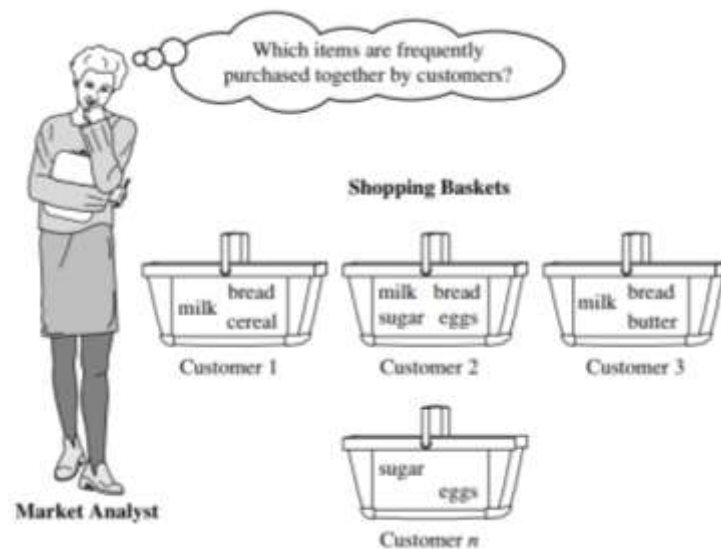 Which items are frequently
purchased together by customers?
Shopping Baskets
milk bread
cereal
Customer 1
milk bread
sugar eggs
Customer 2
milk bread
butter
Customer 3
sugar
eggs
Customer n
Market Analyst